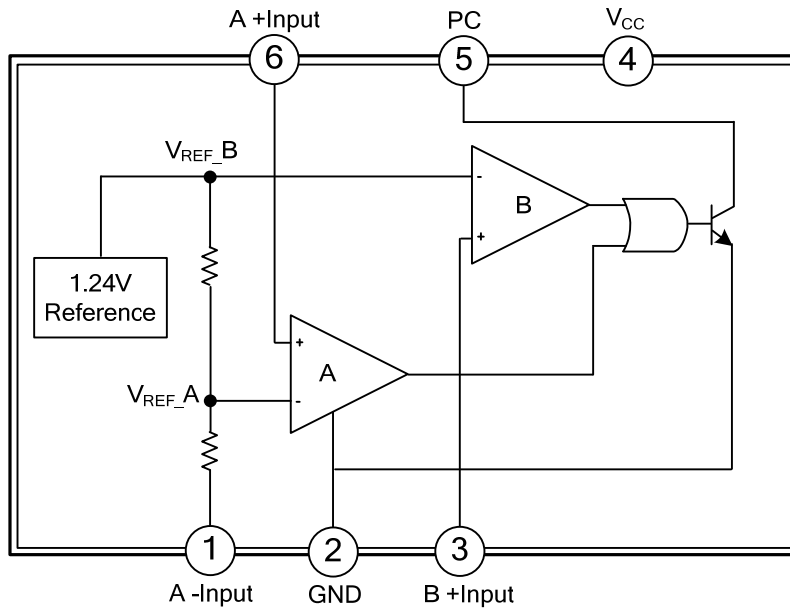 A +Input
PC
VCC
6
5
4
VREF_B
-
B
+
1.24V
Reference
+
A
VREF_A
-
1
2
3
A -Input
GND
B +Input